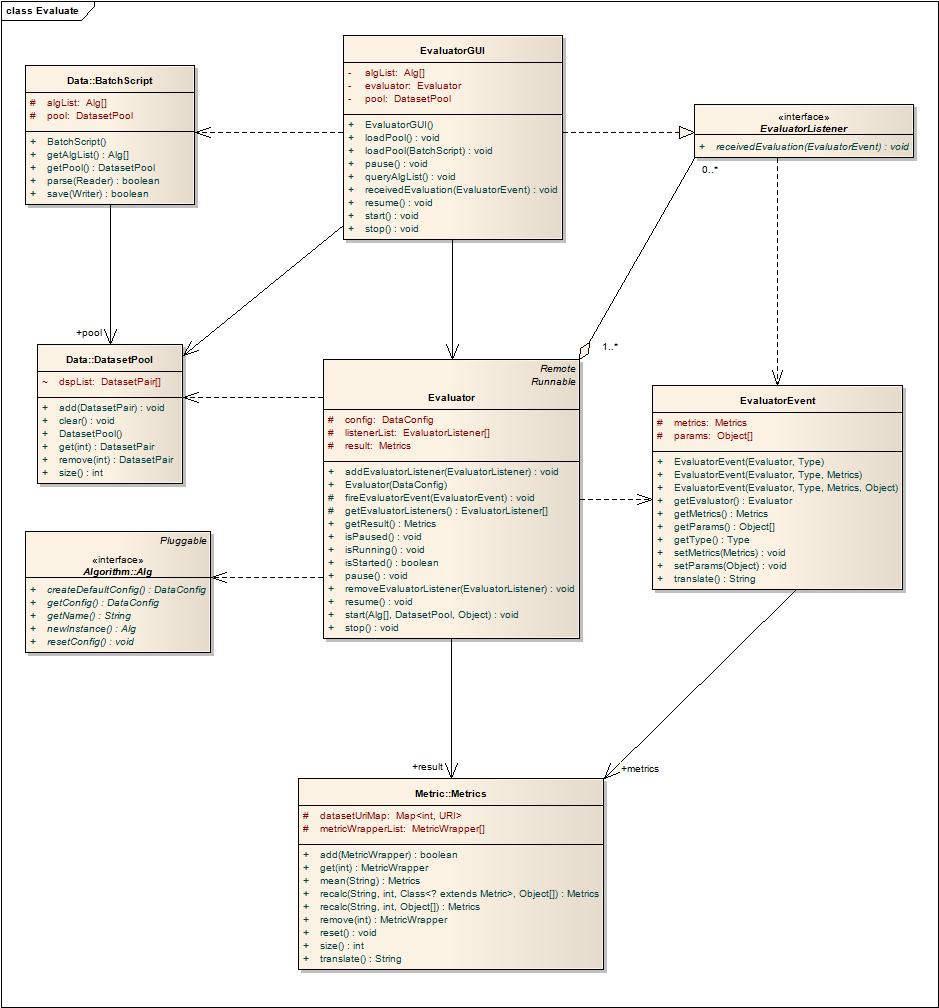 class Evaluate
EvaluatorGUI
- algList: Alg[]
- evaluator: Evaluator
- pool: DatasetPool
+ EvaluatorGUI()
+ loadPool() : void
+ loadPool(BatchScript) : void
+ pause() : void
+ queryAlgList() : void
+ receivedEvaluation(EvaluatorEvent) : void
+ resume() : void
+ start() : void
+ stop() : void
Data::BatchScript
# algList: Alg[]
# pool: DatasetPool
+ BatchScript()
+ getAlgList() : Alg[]
+ getPool() : DatasetPool
+ parse(Reader) : boolean
+ save(Writer) : boolean
«interface»
EvaluatorListener
+ receivedEvaluation(EvaluatorEvent) : void
0..*
+pool
1..*
Data::DatasetPool
~ dspList: DatasetPair[]
+ add(DatasetPair) : void
+ clear() : void
+ DatasetPool()
+ get(int) : DatasetPair
+ remove(int) : DatasetPair
+ size() : int
Remote
Runnable
Evaluator
# config: DataConfig
# listenerList: EvaluatorListener[]
# result: Metrics
+ addEvaluatorListener(EvaluatorListener) : void
+ Evaluator(DataConfig)
# fireEvaluatorEvent(EvaluatorEvent) : void
# getEvaluatorListeners() : EvaluatorListener[]
+ getResult() : Metrics
+ isPaused() : void
+ isRunning() : void
+ isStarted() : boolean
+ pause() : void
+ removeEvaluatorListener(EvaluatorListener) : void
+ resume() : void
+ start(Alg[], DatasetPool, Object) : void
+ stop() : void
EvaluatorEvent
# metrics: Metrics
# params: Object[]
+ EvaluatorEvent(Evaluator, Type)
+ EvaluatorEvent(Evaluator, Type, Metrics)
+ EvaluatorEvent(Evaluator, Type, Metrics, Object)
+ getEvaluator() : Evaluator
+ getMetrics() : Metrics
+ getParams() : Object[]
+ getType() : Type
+ setMetrics(Metrics) : void
+ setParams(Object) : void
+ translate() : String
Pluggable
«interface»
Algorithm::Alg
+ createDefaultConfig() : DataConfig
+ getConfig() : DataConfig
+ getName() : String
+ newInstance() : Alg
+ resetConfig() : void
+result
+metrics
Metric::Metrics
# datasetUriMap: Map<int, URI>
# metricWrapperList: MetricWrapper[]
+ add(MetricWrapper) : boolean
+ get(int) : MetricWrapper
+ mean(String) : Metrics
+ recalc(String, int, Class<? extends Metric>, Object[]) : Metrics
+ recalc(String, int, Object[]) : Metrics
+ remove(int) : MetricWrapper
+ reset() : void
+ size() : int
+ translate() : String